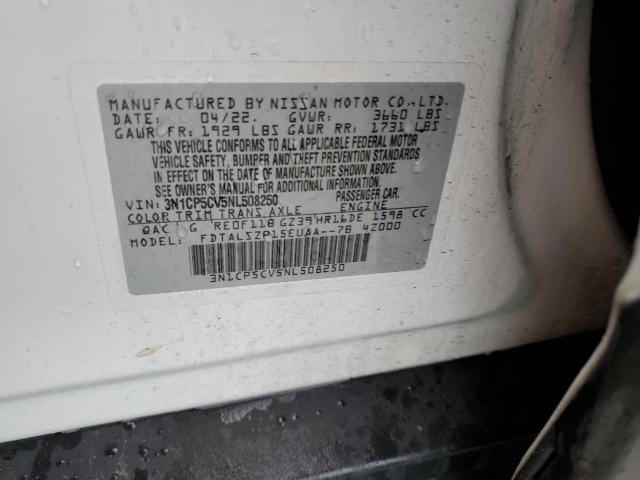 MANUFACTURED BY NISSAN MOTOR CO.,LTD.
DATE: 04/22. GVWR: 3660 LBS
GAWR FR: 1929 LBS GAWR RR: 1731 LBS
THIS VEHICLE CONFORMS TO ALL APPLICABLE FEDERAL MOTOR
VEHICLE SAFETY, BUMPER AND THEFT PREVENTION STANDARDS
IN EFFECT ON THE DATE OF MANUFACTURE SHOWN ABOVE.
SEE OWNER'S MANUAL FOR ADDITIONAL INFORMATION.
VIN: 3N1CP5CV5NL508250 PASSENGER CAR.
COLOR TRIM TRANS. AXLE ENGINE
QAC G RE0F11B GZ39 HR16DE 1598 CC
MODEL: FDTALSZP15EUAA--7B 4Z000
3N1CP5CV5NL508250